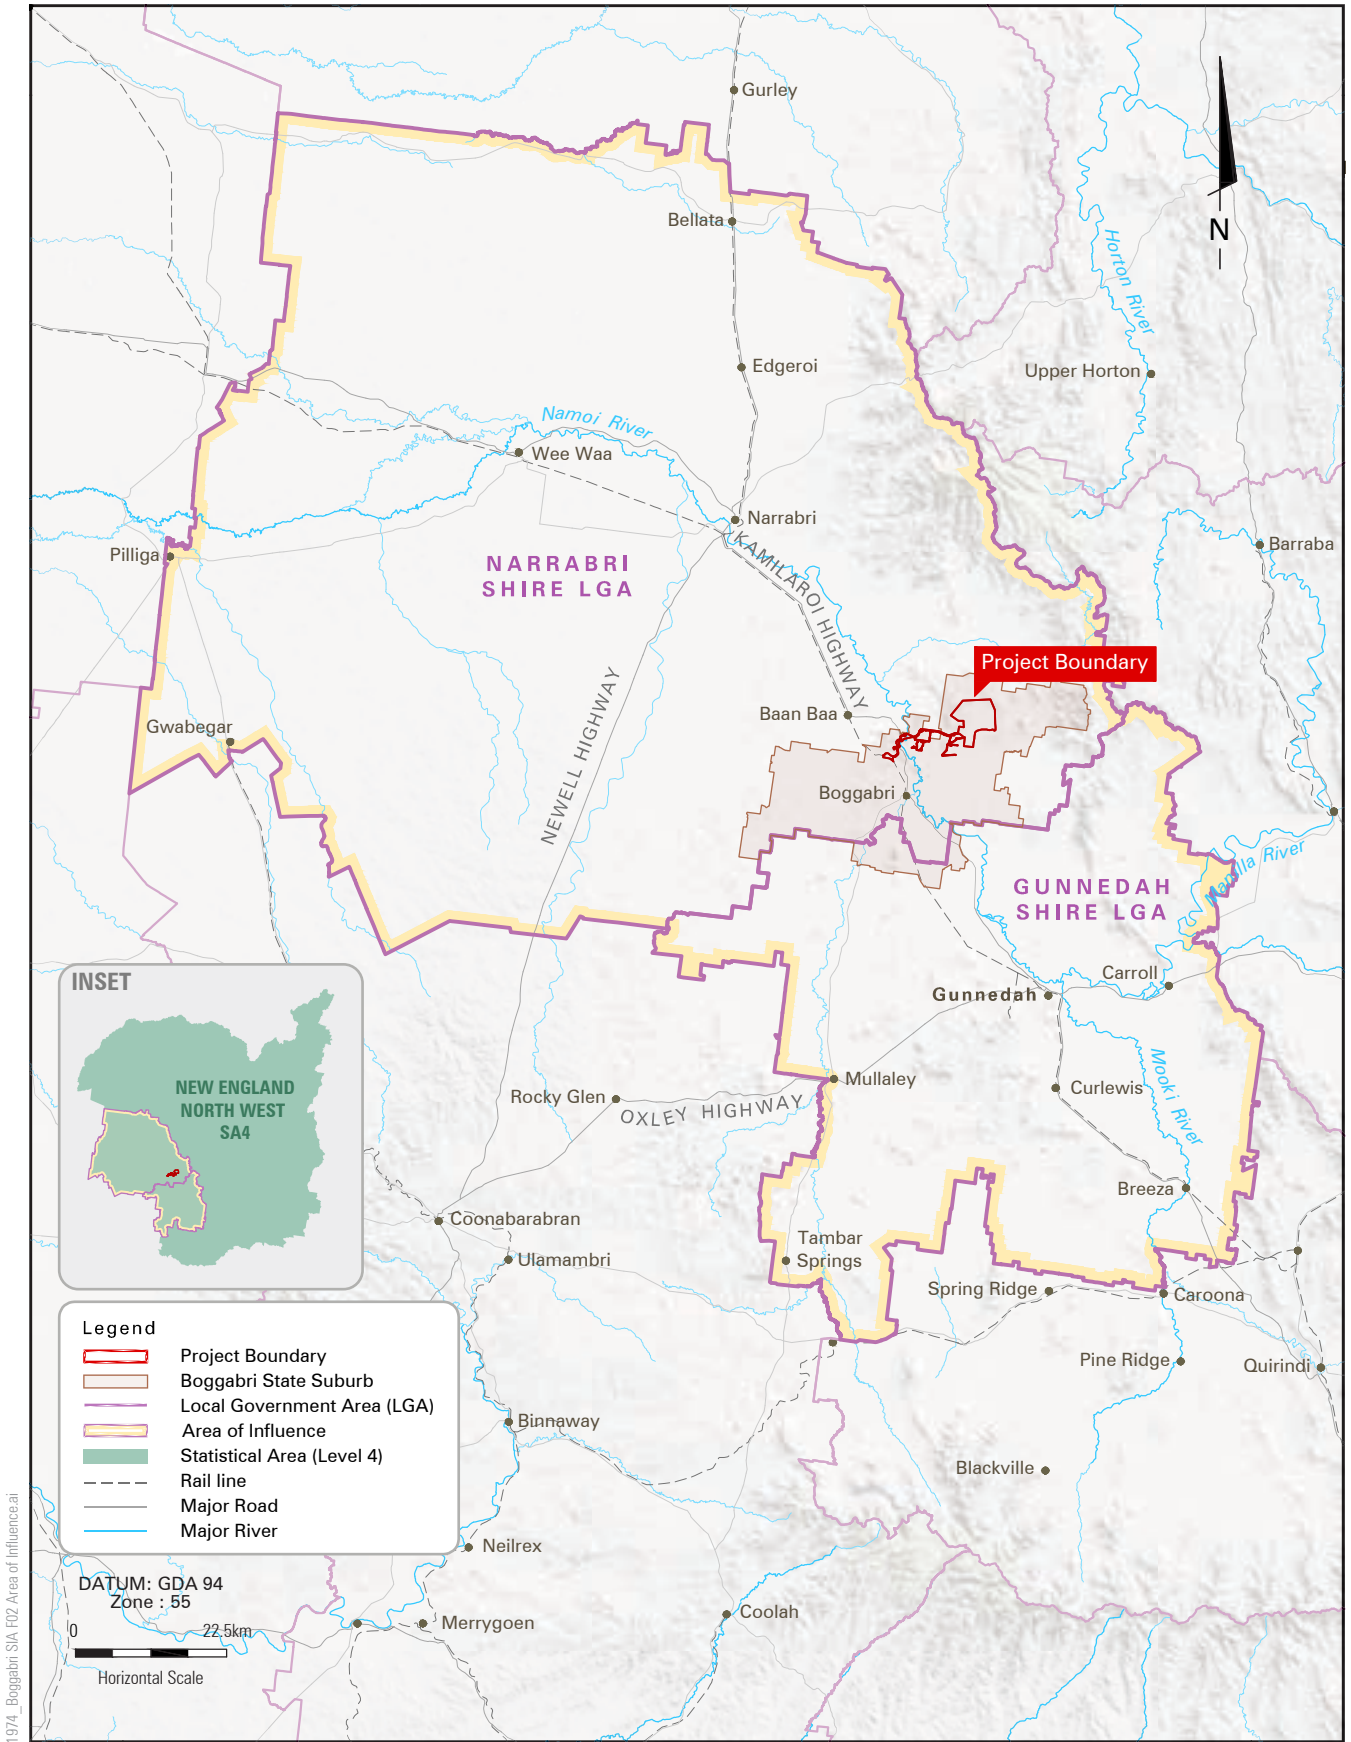 Gurley
Bellata
Horton River
N
Edgeroi
Upper Horton
Namoi River
Wee Waa
Narrabri
Barraba
Pilliga
NARRABRI
SHIRE LGA
KAMILAROI HIGHWAY
Project Boundary
Baan Baa
Gwabegar
NEWELL HIGHWAY
Boggabri
Manilla River
GUNNEDAH
SHIRE LGA
Carroll
Gunnedah
INSET
NEW ENGLAND
NORTH WEST
SA4
Mullaley
Curlewis
Mooki River
Rocky Glen
OXLEY HIGHWAY
Breeza
Coonabarabran
Tambar
Springs
Ulamambri
Spring Ridge
Caroona
Pine Ridge
Quirindi
Legend
Project Boundary
Boggabri State Suburb
Local Government Area (LGA)
Area of Influence
Statistical Area (Level 4)
Rail line
Major Road
Major River
Binnaway
Blackville
Neilrex
DATUM: GDA 94
Zone : 55
0 22.5km
Horizontal Scale
Merrygoen
Coolah
1974_Boggabri SIA F02 Area of Influence.ai